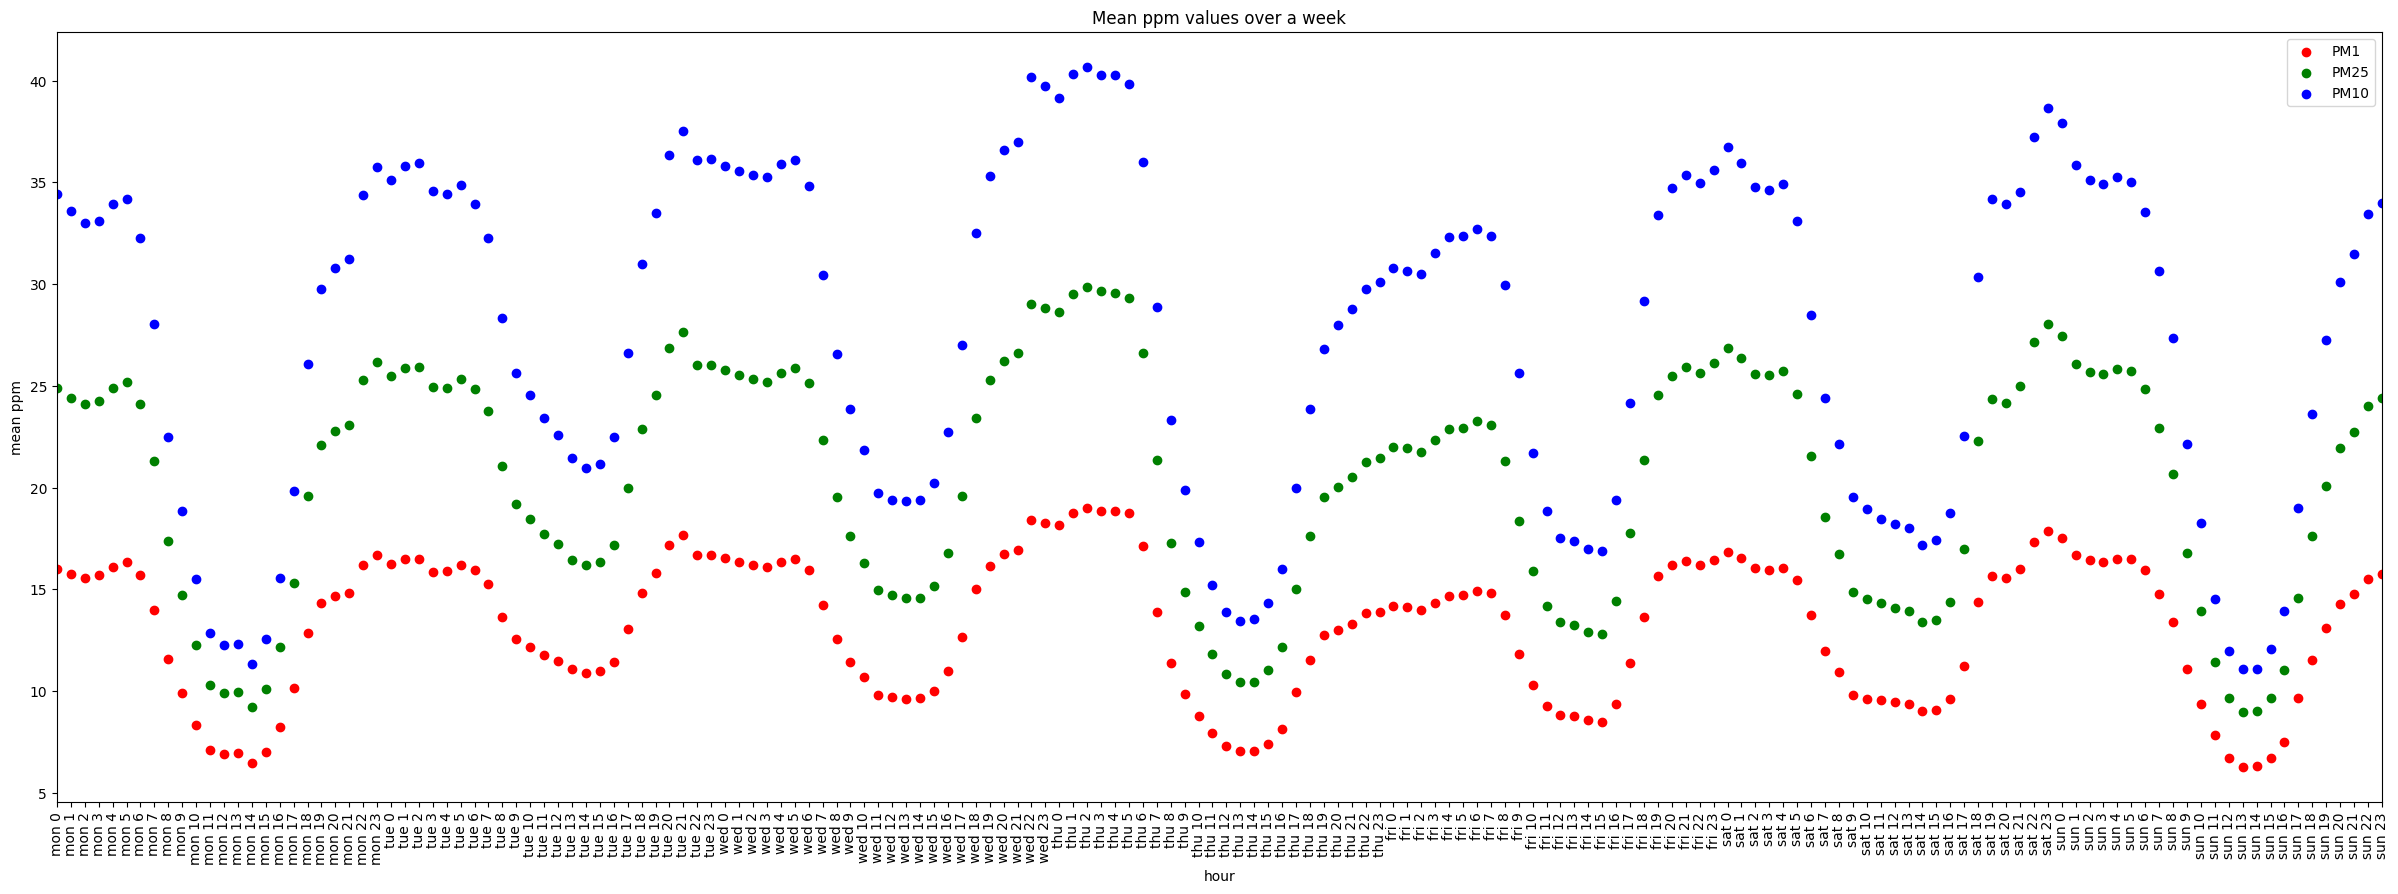 Mean ppm values over a week
PM1
PM25
PM10
mean ppm
40
35
30
25
20
15
10
5
mon 0
mon 1
mon 2
mon 3
mon 4
mon 5
mon 6
mon 7
mon 8
mon 9
mon 10
mon 11
mon 12
mon 13
mon 14
mon 15
mon 16
mon 17
mon 18
mon 19
mon 20
mon 21
mon 22
mon 23
tue 0
tue 1
tue 2
tue 3
tue 4
tue 5
tue 6
tue 7
tue 8
tue 9
tue 10
tue 11
tue 12
tue 13
tue 14
tue 15
tue 16
tue 17
tue 18
tue 19
tue 20
tue 21
tue 22
tue 23
wed 0
wed 1
wed 2
wed 3
wed 4
wed 5
wed 6
wed 7
wed 8
wed 9
wed 10
wed 11
wed 12
wed 13
wed 14
wed 15
wed 16
wed 17
wed 18
wed 19
wed 20
wed 21
wed 22
wed 23
thu 0
thu 1
thu 2
thu 3
thu 4
thu 5
thu 6
thu 7
thu 8
thu 9
thu 10
thu 11
thu 12
thu 13
thu 14
thu 15
thu 16
thu 17
thu 18
thu 19
thu 20
thu 21
thu 22
thu 23
fri 0
fri 1
fri 2
fri 3
fri 4
fri 5
fri 6
fri 7
fri 8
fri 9
fri 10
fri 11
fri 12
fri 13
fri 14
fri 15
fri 16
fri 17
fri 18
fri 19
fri 20
fri 21
fri 22
fri 23
sat 0
sat 1
sat 2
sat 3
sat 4
sat 5
sat 6
sat 7
sat 8
sat 9
sat 10
sat 11
sat 12
sat 13
sat 14
sat 15
sat 16
sat 17
sat 18
sat 19
sat 20
sat 21
sat 22
sat 23
sun 0
sun 1
sun 2
sun 3
sun 4
sun 5
sun 6
sun 7
sun 8
sun 9
sun 10
sun 11
sun 12
sun 13
sun 14
sun 15
sun 16
sun 17
sun 18
sun 19
sun 20
sun 21
sun 22
sun 23
hour